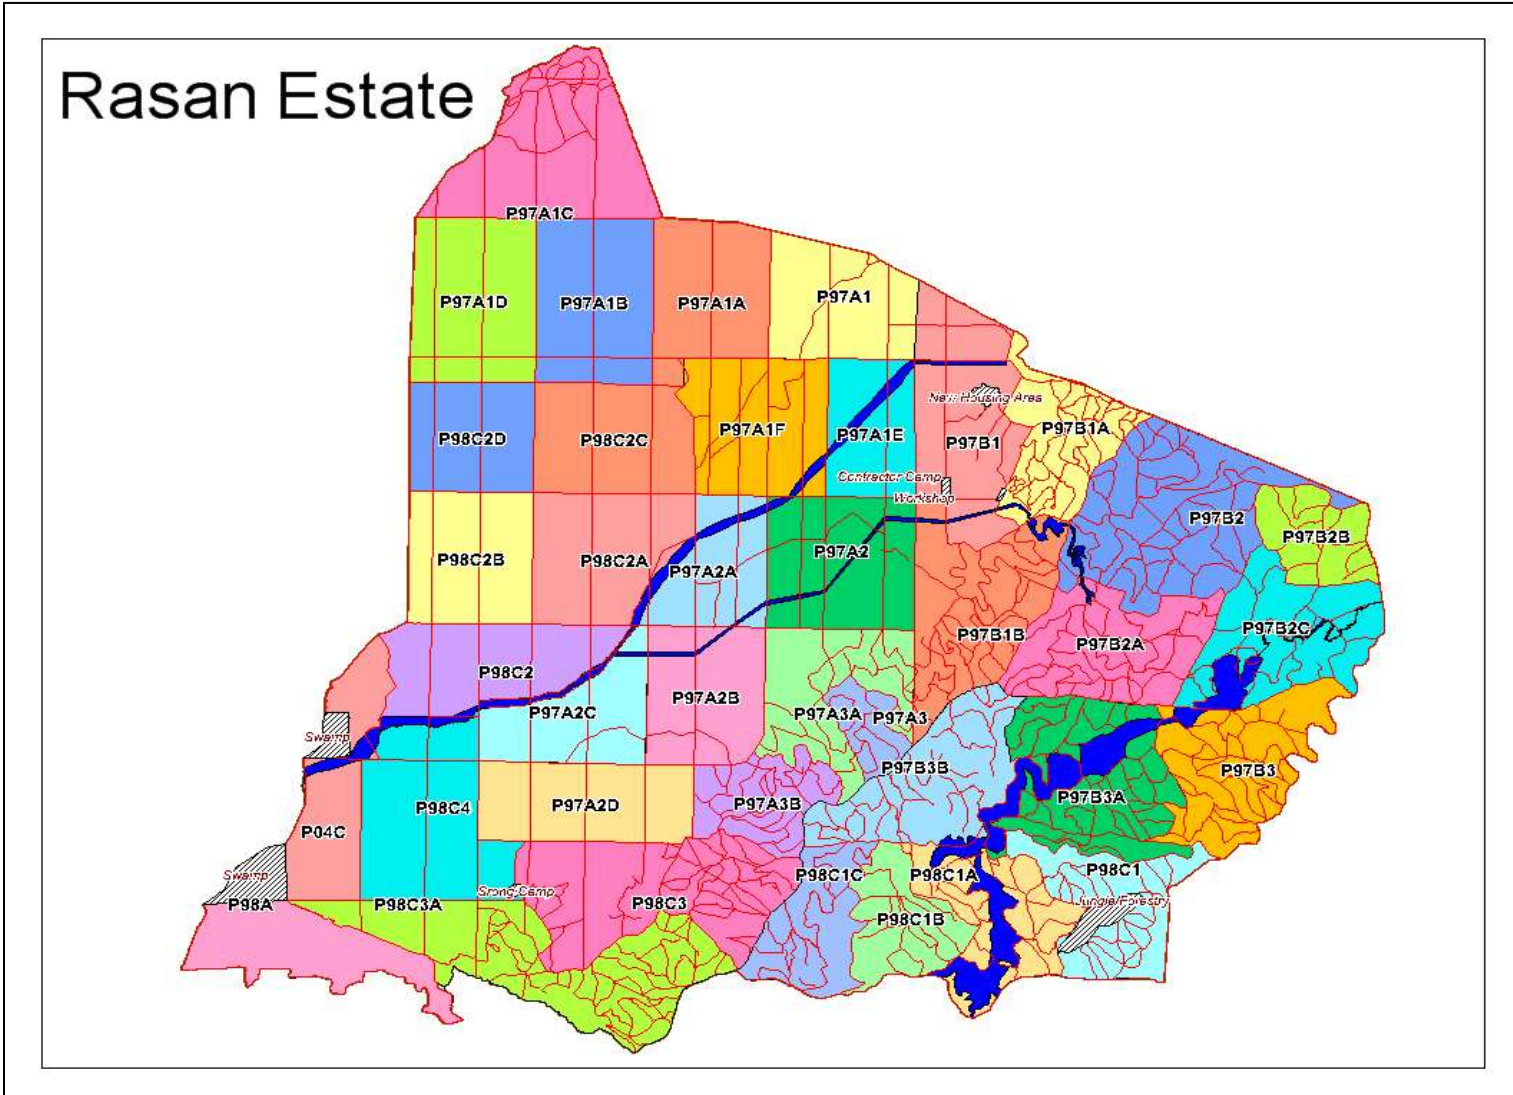 Rasan Estate
P97A1C
P97A1D
P97A1B
P97A1A
P97A1
New Housing Area
P98C2D
P98C2C
P97A1F
P97A1E
P97B1
P97B1A
Contractor Camp
Workshop
P97B2
P97B2B
P98C2B
P98C2A
P97A2A
P97A2
P97B1B
P97B2A
P97B2C
P98C2
P97A2C
P97A2B
P97A3A
P97A3
Swamp
P97B3B
P97B3
P97B3A
P98C4
P97A2D
P97A3B
P04C
Swamp
P98A
P98C3A
Srong Camp
P98C3
P98C1C
P98C1A
P98C1
P98C1B
Jungle/Forestry